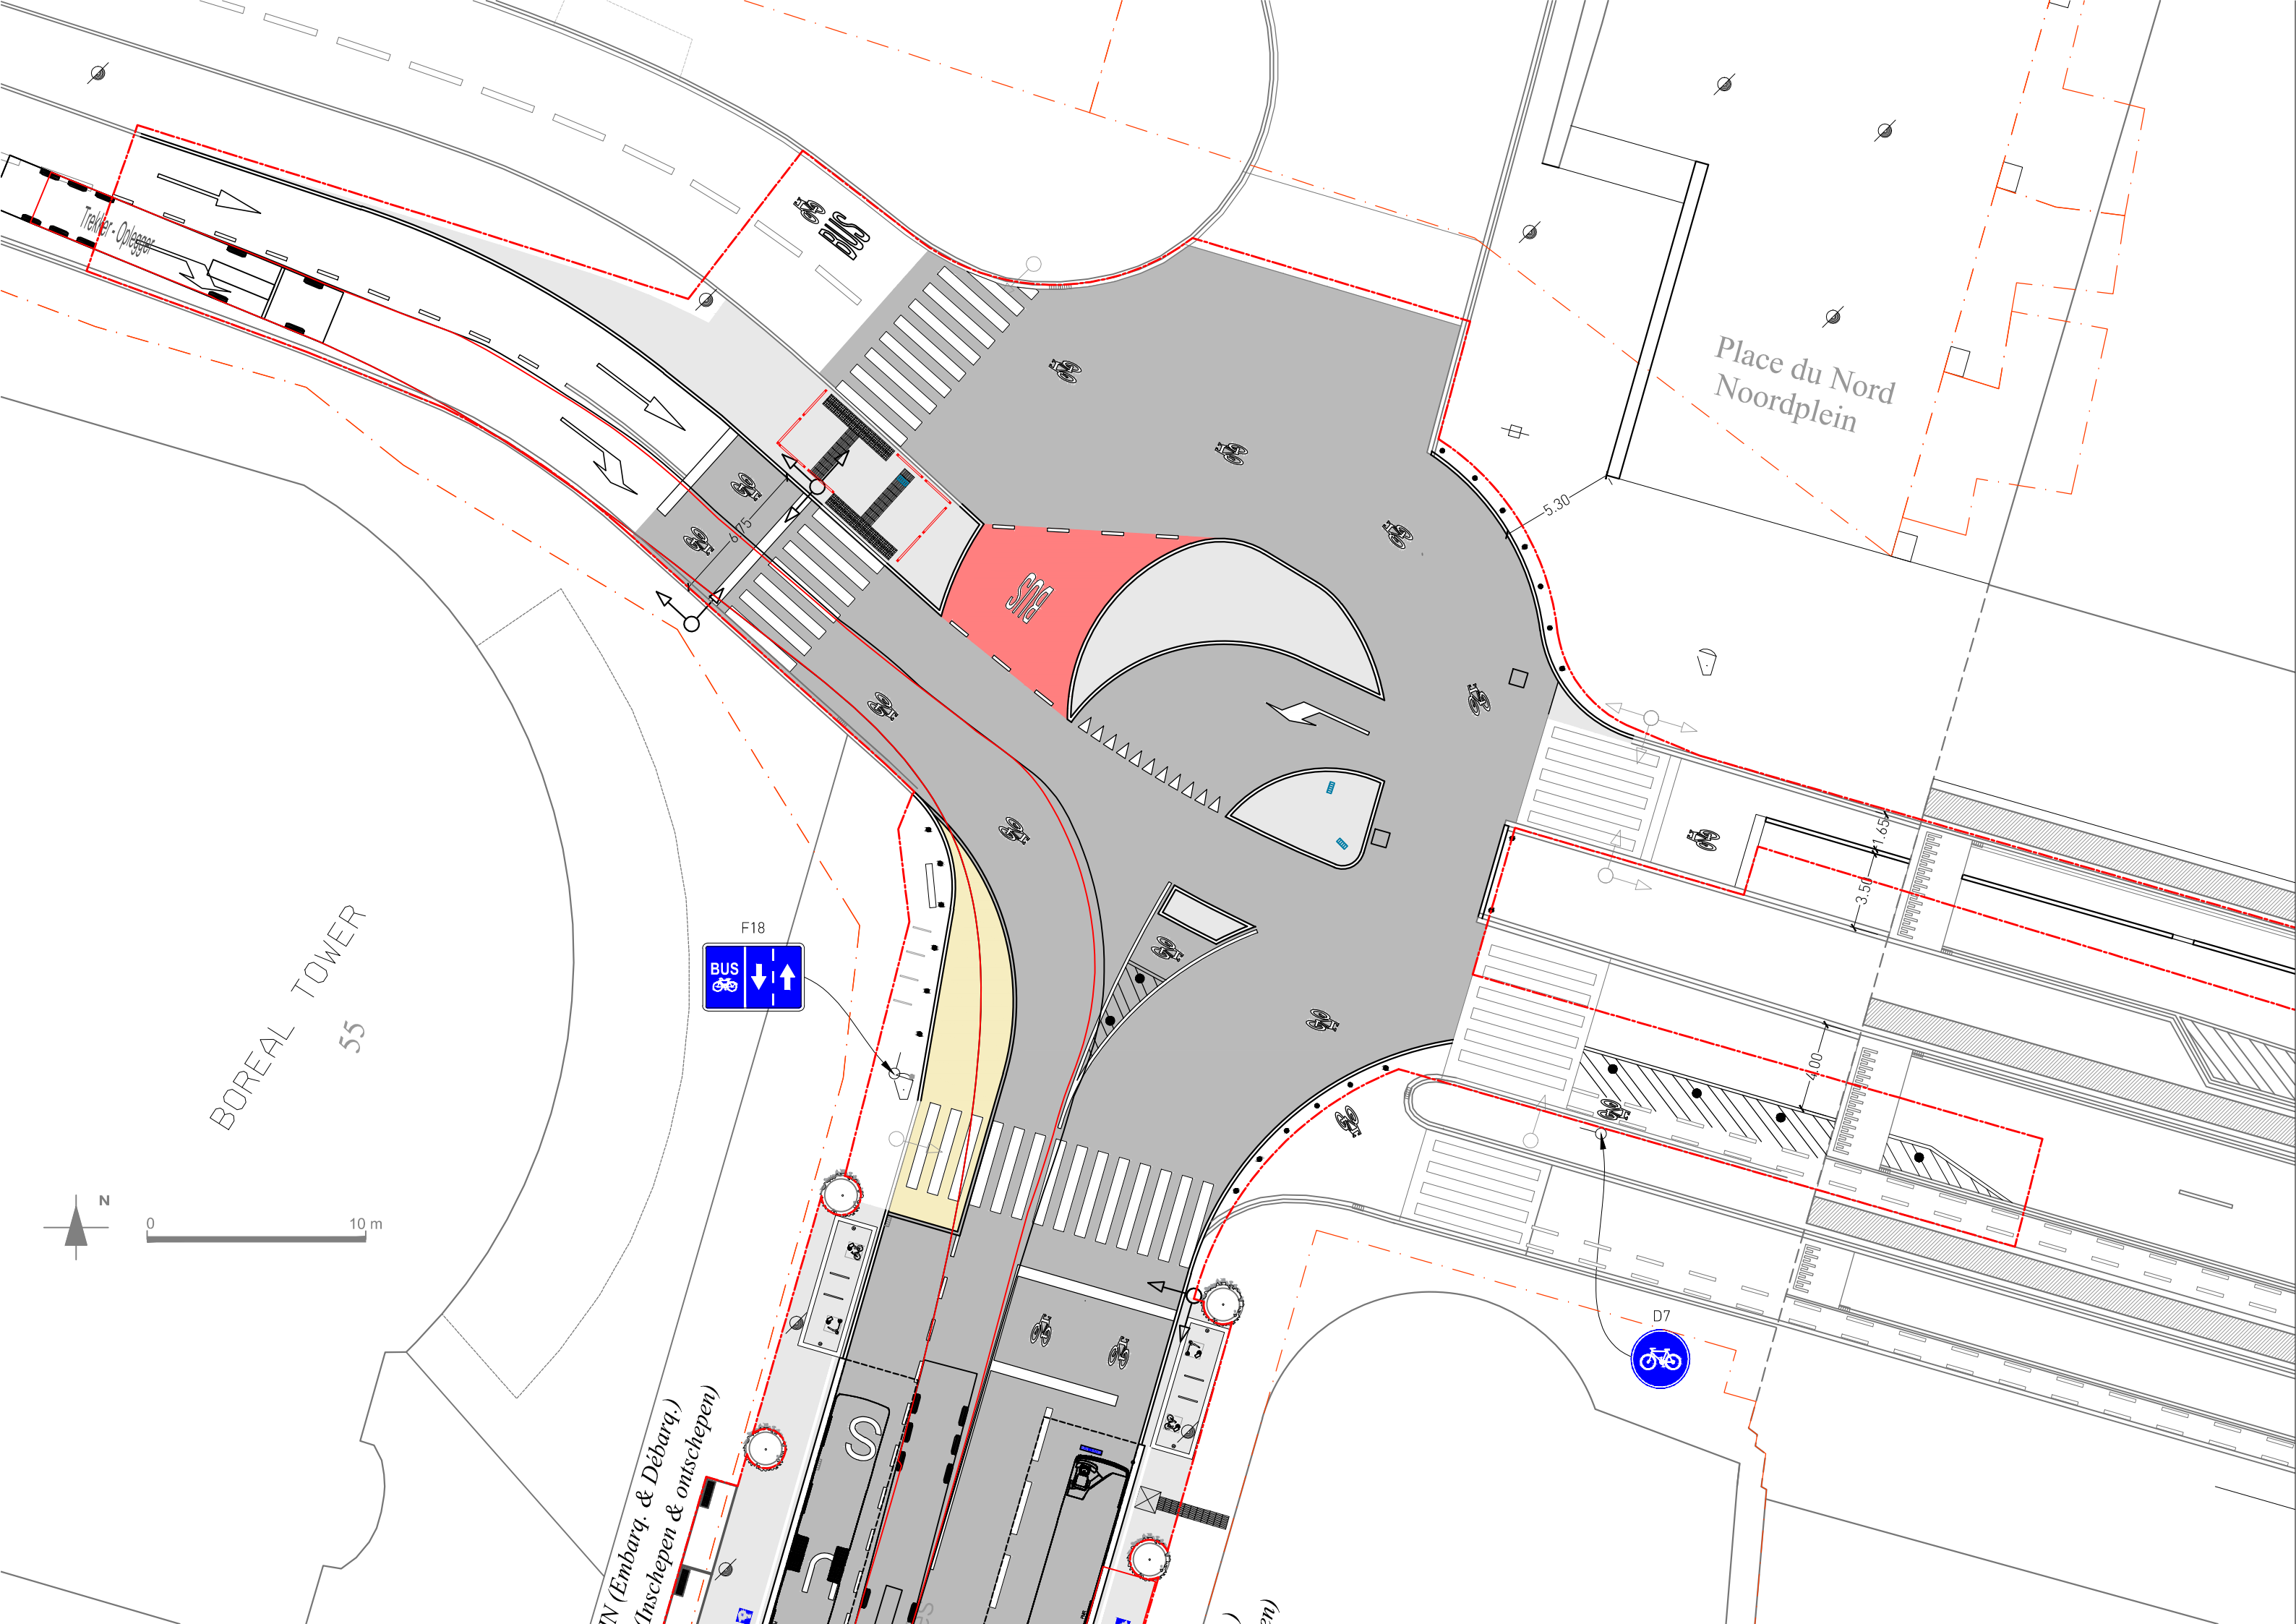 BUS
Trekker - Oplegger
Place du Nord
Noordplein
5.30
6.75
BUS
1.65
3.50
F18
BUS
BOREAL TOWER
55
4.00
N
0 10 m
D7
S
U
IN (Embarq. & Débarq.)
(Inschepen & ontschepen)